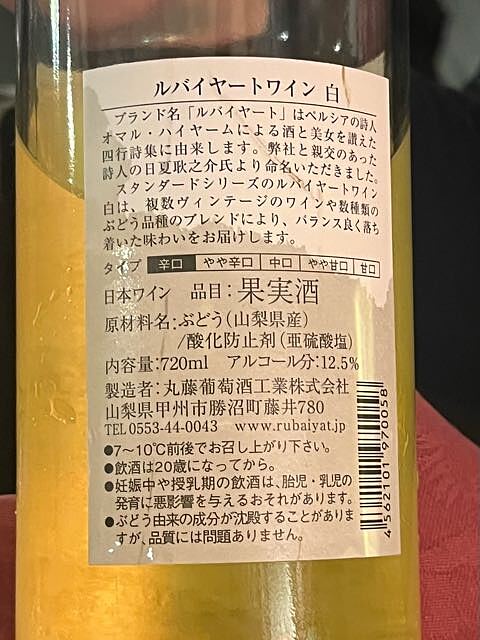 ルバイヤートワイン 白
ブランド名「ルバイヤート」はペルシアの詩人
オマル・ハイヤームによる酒と美女を讃えた
四行詩集に由来します。弊社と親交のあった
詩人の日夏耿之介氏より命名いただきました。
スタンダードシリーズのルバイヤートワイン
白は、複数ヴィンテージのワインや数種類の
ぶどう品種のブレンドにより、バランス良く落ち
着いた味わいをお届けします。
タイプ 辛口 やや辛口 中口 やや甘口 甘口
日本ワイン 品目：果実酒
原材料名：ぶどう（山梨県産）
/酸化防止剤（亜硫酸塩）
内容量：720ml アルコール分：12.5%
製造者：丸藤葡萄酒工業株式会社
山梨県甲州市勝沼町藤井780
TEL 0553-44-0043 www.rubaiyat.jp
●7～10℃前後でお召し上がり下さい。
●飲酒は20歳になってから。
●妊娠中や授乳期の飲酒は、胎児・乳児の
発育に悪影響を与えるおそれがあります。
●ぶどう由来の成分が沈殿することがありま
すが、品質には問題ありません。
4562101970058